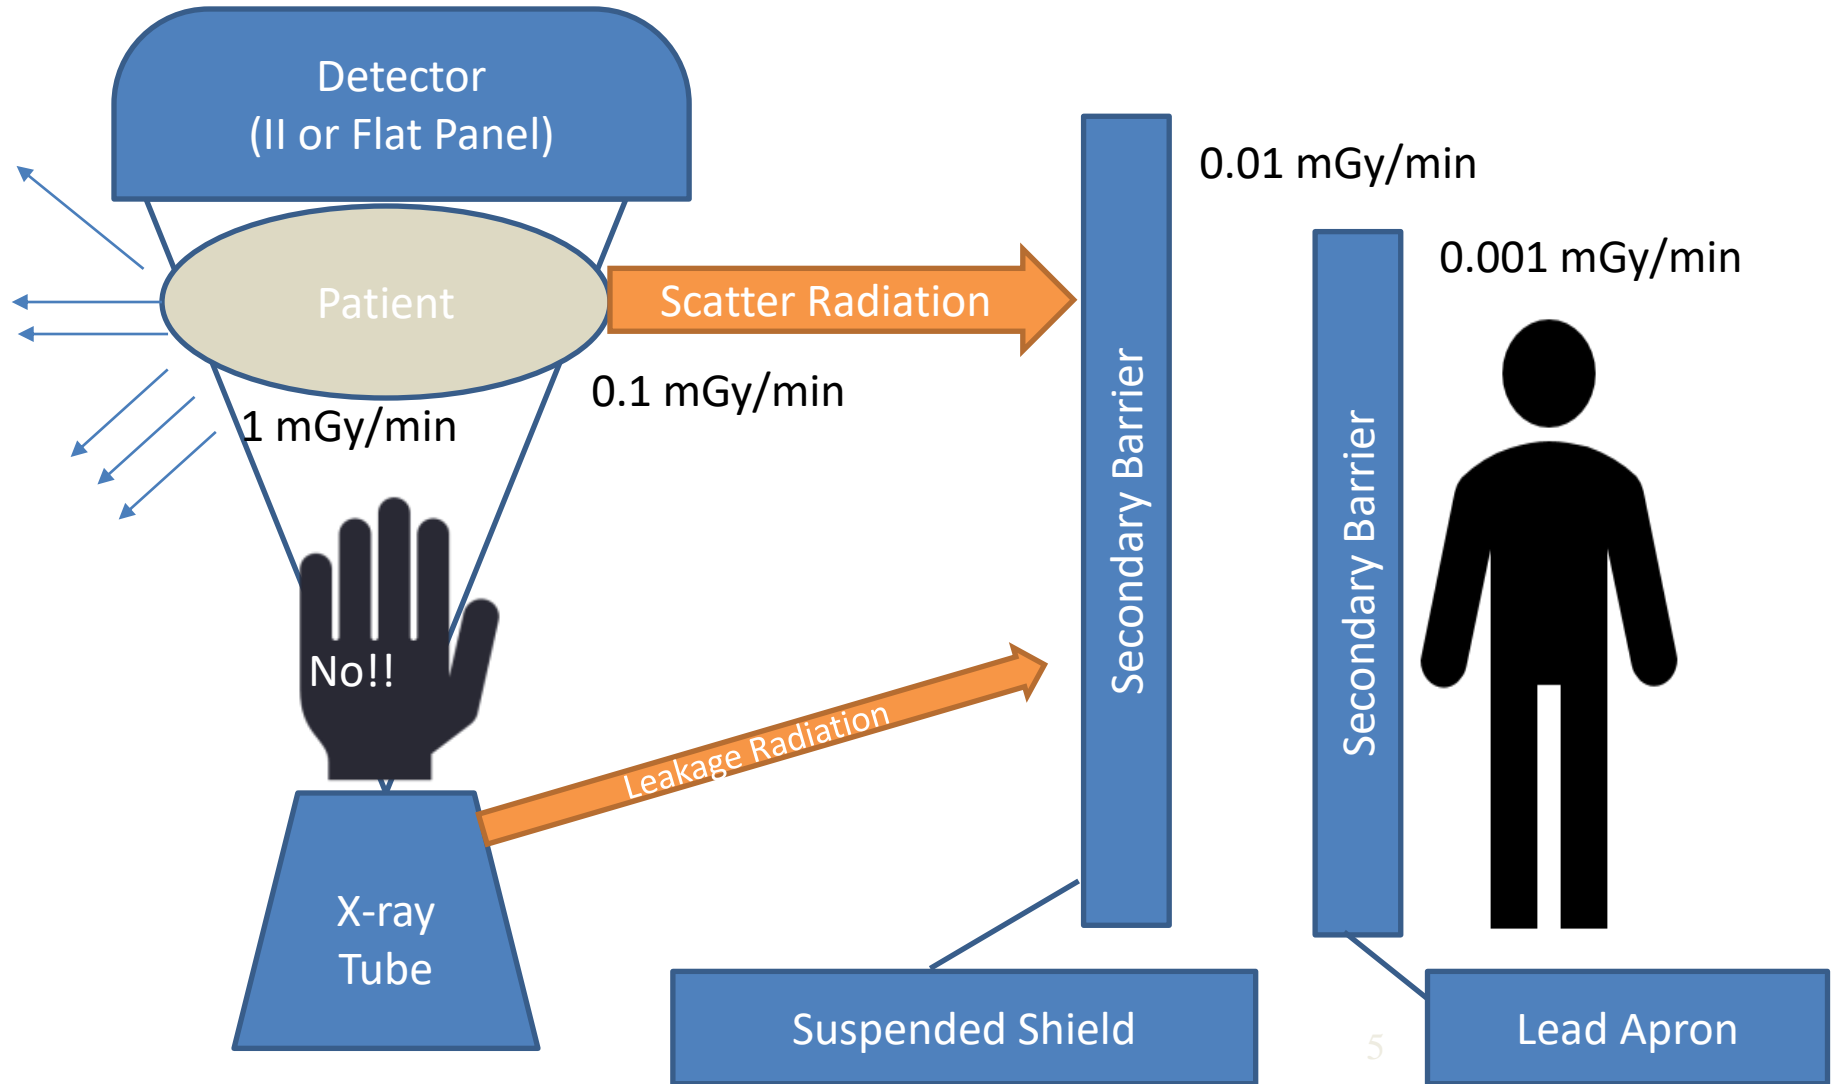 Detector
(II or Flat Panel)
0.01 mGy/min
0.001 mGy/min
Patient
Scatter Radiation
0.1 mGy/min
1 mGy/min
Secondary Barrier
Secondary Barrier
No!!
Leakage Radiation
X-ray
Tube
Suspended Shield
5
Lead Apron